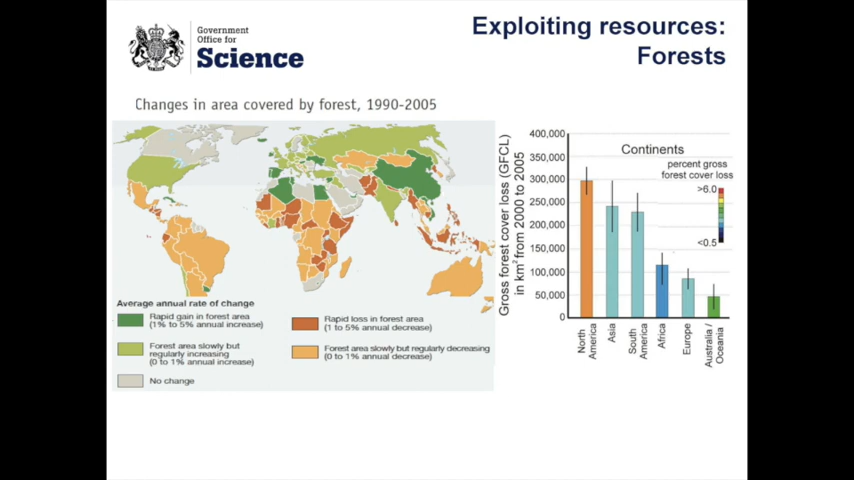 Government
Office for
Science
Exploiting resources:
Forests
Changes in area covered by forest, 1990-2005
Average annual rate of change
Rapid gain in forest area
(1% to 5% annual increase)
Forest area slowly but
regularly increasing
(0 to 1% annual increase)
No change
Rapid loss in forest area
(1 to 5% annual decrease)
Forest area slowly but regularly decreasing
(0 to 1% annual decrease)
Gross forest cover loss (GFCL)
in km² from 2000 to 2005
400,000
350,000
300,000
250,000
200,000
150,000
100,000
50,000
0
Continents
percent gross
forest cover loss
>6.0
<0.5
North
America
Asia
South
America
Africa
Europe
Australia /
Oceania